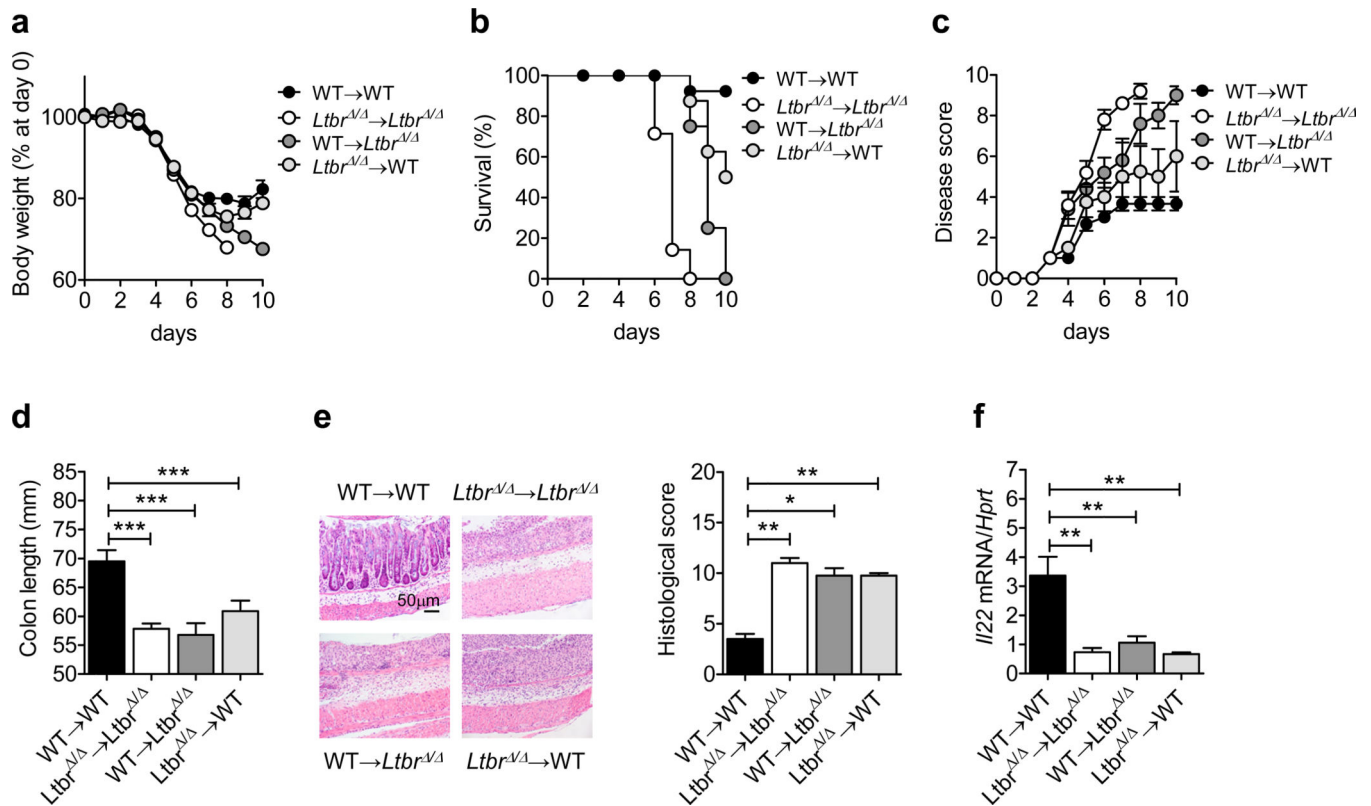 a
Body weight (% at day 0)
100
80
60
0 2 4 6 8 10
days
WT→WT
Ltbr^Δ/Δ→Ltbr^Δ/Δ
WT→Ltbr^Δ/Δ
Ltbr^Δ/Δ→WT
b
Survival (%)
100
80
60
40
20
0
0 2 4 6 8 10
days
WT→WT
Ltbr^Δ/Δ→Ltbr^Δ/Δ
WT→Ltbr^Δ/Δ
Ltbr^Δ/Δ→WT
c
Disease score
10
8
6
4
2
0
0 2 4 6 8 10
days
WT→WT
Ltbr^Δ/Δ→Ltbr^Δ/Δ
WT→Ltbr^Δ/Δ
Ltbr^Δ/Δ→WT
d
Colon length (mm)
85
80
75
70
65
60
55
50
***
***
***
WT→WT
Ltbr^Δ/Δ→Ltbr^Δ/Δ
WT→Ltbr^Δ/Δ
Ltbr^Δ/Δ→WT
e
WT→WT Ltbr^Δ/Δ→Ltbr^Δ/Δ
50μm
WT→Ltbr^Δ/Δ Ltbr^Δ/Δ→WT
Histological score
20
15
10
5
0
**
*
**
WT→WT
Ltbr^Δ/Δ→Ltbr^Δ/Δ
WT→Ltbr^Δ/Δ
Ltbr^Δ/Δ→WT
f
Il22 mRNA/Hprt
7
6
5
4
3
2
1
0
**
**
**
WT→WT
Ltbr^Δ/Δ→Ltbr^Δ/Δ
WT→Ltbr^Δ/Δ
Ltbr^Δ/Δ→WT